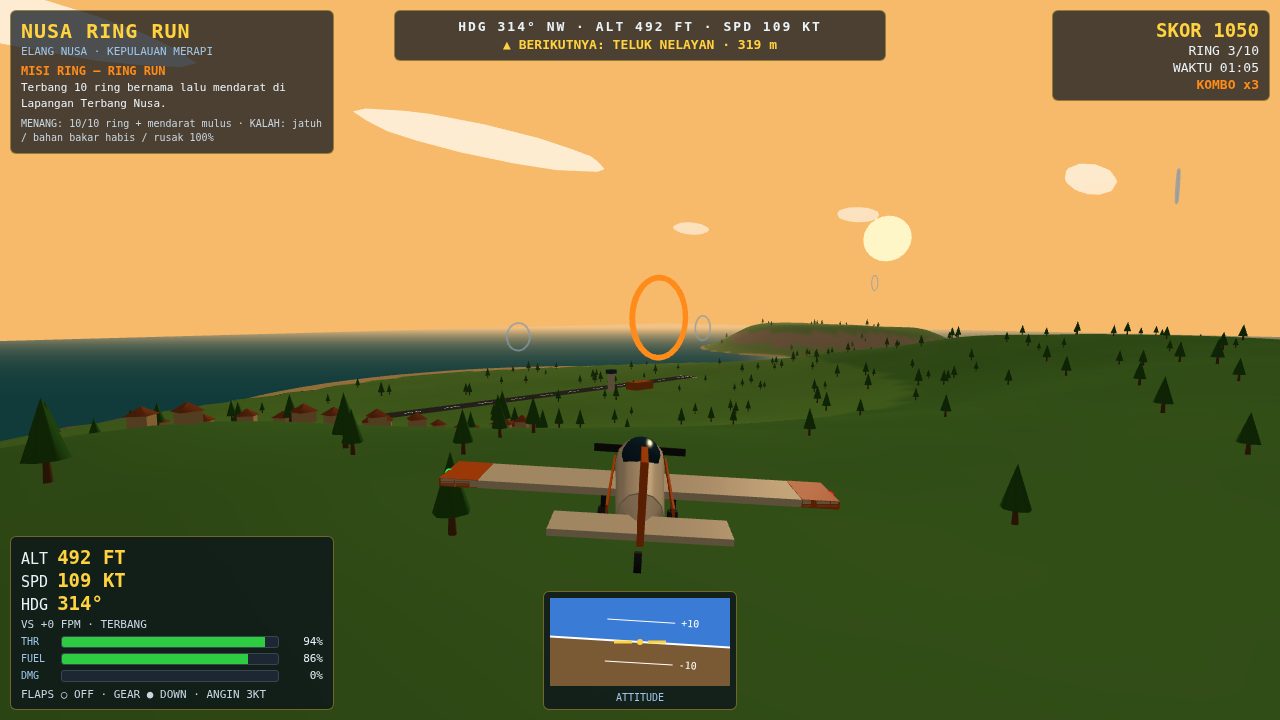 NUSA RING RUN
ELANG NUSA · KEPULAUAN MERAPI
MISI RING — RING RUN
Terbang 10 ring bernama lalu mendarat di
Lapangan Terbang Nusa.
MENANG: 10/10 ring + mendarat mulus · KALAH: jatuh
/ bahan bakar habis / rusak 100%
HDG 314° NW · ALT 492 FT · SPD 109 KT
▲ BERIKUTNYA: TELUK NELAYAN · 319 m
SKOR 1050
RING 3/10
WAKTU 01:05
KOMBO x3
ALT 492 FT
SPD 109 KT
HDG 314°
VS +0 FPM · TERBANG
THR 94%
FUEL 86%
DMG 0%
FLAPS ○ OFF · GEAR ● DOWN · ANGIN 3KT
+10
-10
ATTITUDE